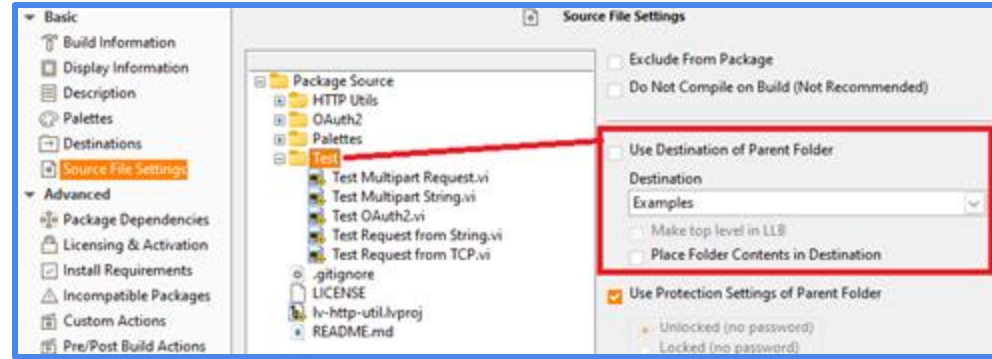 Basic
Build Information
Display Information
Description
Palettes
Destinations
Source File Settings
Advanced
Package Dependencies
Licensing & Activation
Install Requirements
Incompatible Packages
Custom Actions
Pre/Post Build Actions
Source File Settings
Package Source
HTTP Utils
OAuth2
Palettes
Test
Test Multipart Request.vi
Test Multipart String.vi
Test OAuth2.vi
Test Request from String.vi
Test Request from TCP.vi
.gitignore
LICENSE
lv-http-util.lvproj
README.md
Exclude From Package
Do Not Compile on Build (Not Recommended)
Use Destination of Parent Folder
Destination
Examples
Make top level in LLB
Place Folder Contents in Destination
Use Protection Settings of Parent Folder
Unlocked (no password)
Locked (no password)